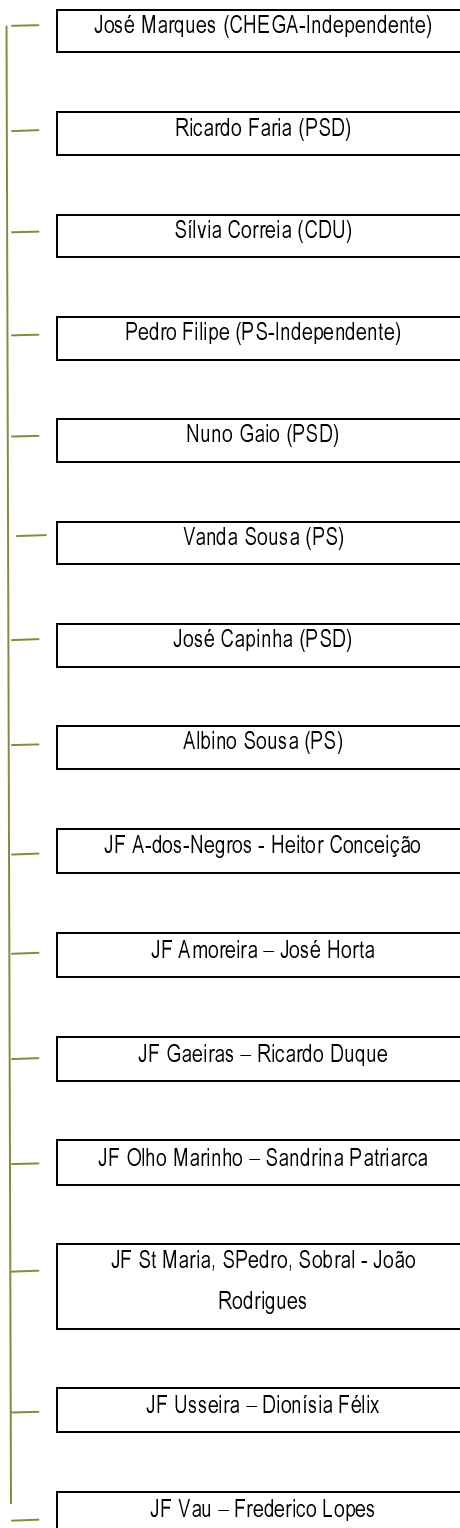 José Marques (CHEGA-Independente)
Ricardo Faria (PSD)
Sílvia Correia (CDU)
Pedro Filipe (PS-Independente)
Nuno Gaio (PSD)
Vanda Sousa (PS)
José Capinha (PSD)
Albino Sousa (PS)
JF A-dos-Negros - Heitor Conceição
JF Amoreira – José Horta
JF Gaeiras – Ricardo Duque
JF Olho Marinho – Sandrina Patriarca
JF St Maria, SPedro, Sobral - João
Rodrigues
JF Usseira – Dionísia Félix
JF Vau – Frederico Lopes